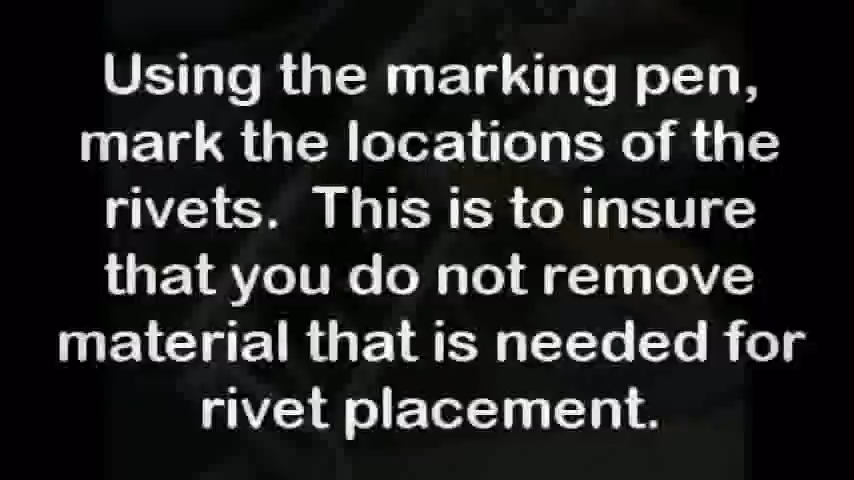 Using the marking pen,
mark the locations of the
rivets.  This is to insure
that you do not remove
material that is needed for
rivet placement.